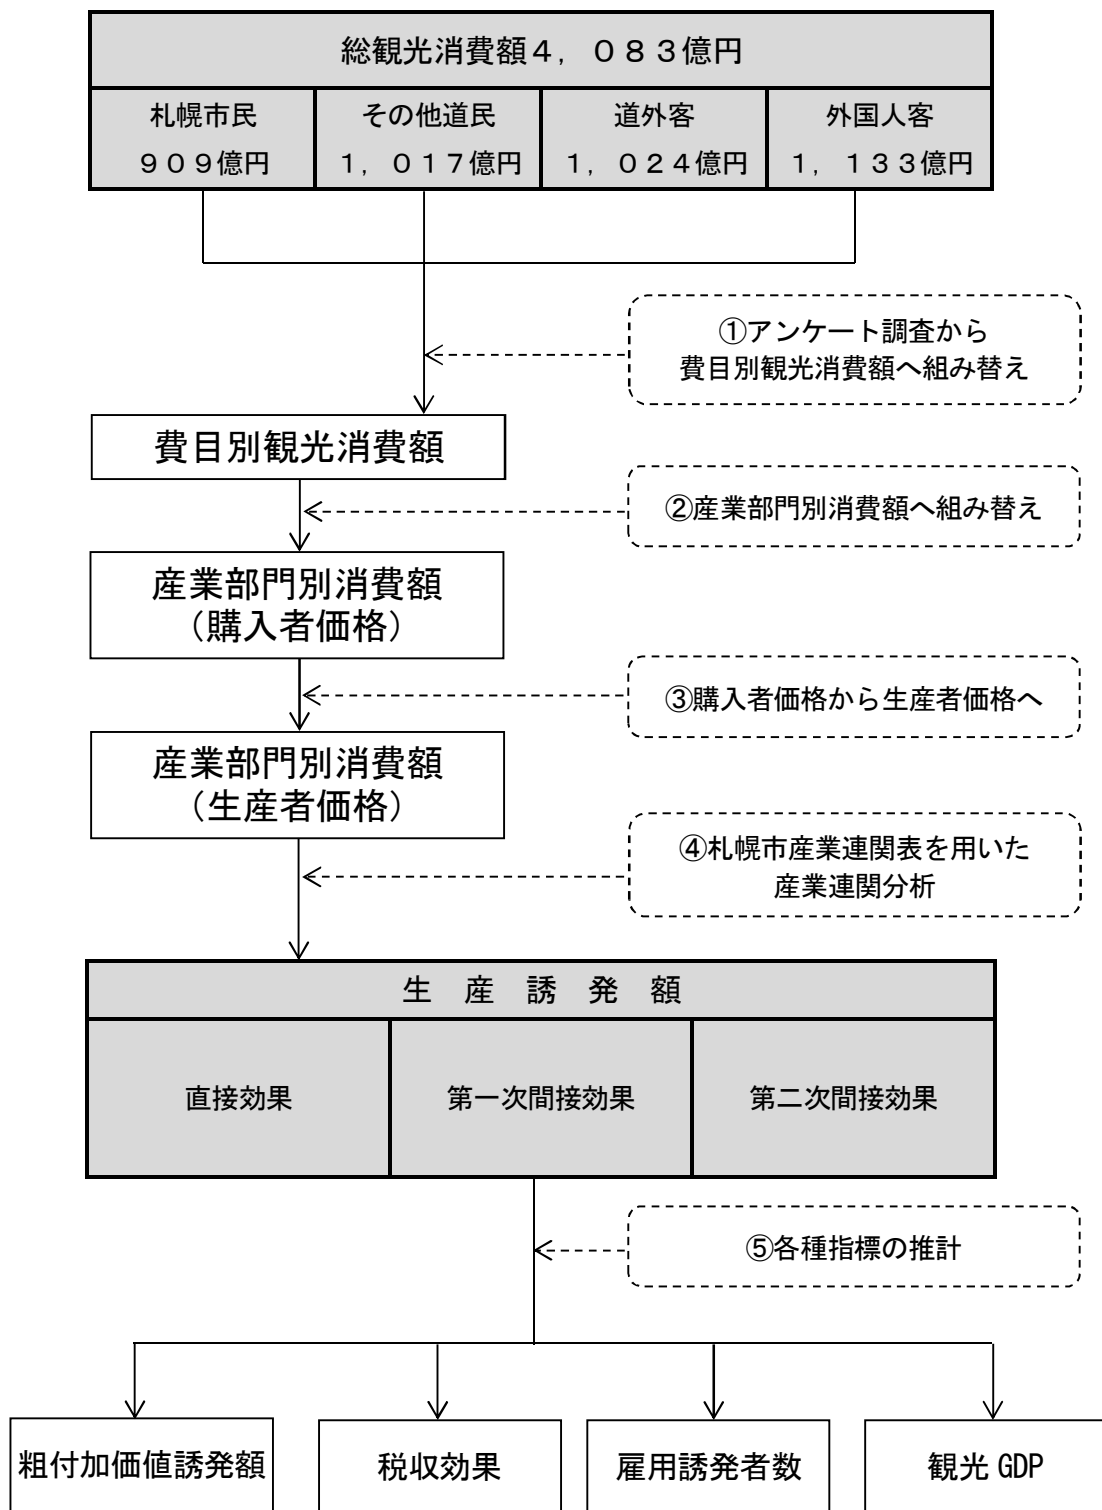 総観光消費額４，０８３億円
札幌市民
９０９億円
その他道民
１，０１７億円
道外客
１，０２４億円
外国人客
１，１３３億円
①アンケート調査から
費目別観光消費額へ組み替え
費目別観光消費額
②産業部門別消費額へ組み替え
産業部門別消費額
（購入者価格）
③購入者価格から生産者価格へ
産業部門別消費額
（生産者価格）
④札幌市産業連関表を用いた
産業連関分析
生　産　誘　発　額
直接効果
第一次間接効果
第二次間接効果
⑤各種指標の推計
粗付加価値誘発額
税収効果
雇用誘発者数
観光 GDP